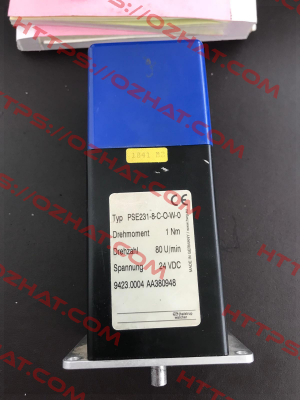 HTTPS://OZHAT.COM
CE
Typ PSE231-8-C-O-W-0
Drehmoment 1 Nm
Drehzahl 80 U/min
Spannung 24 VDC
9423.0004 AA380948
MADE IN GERMANY